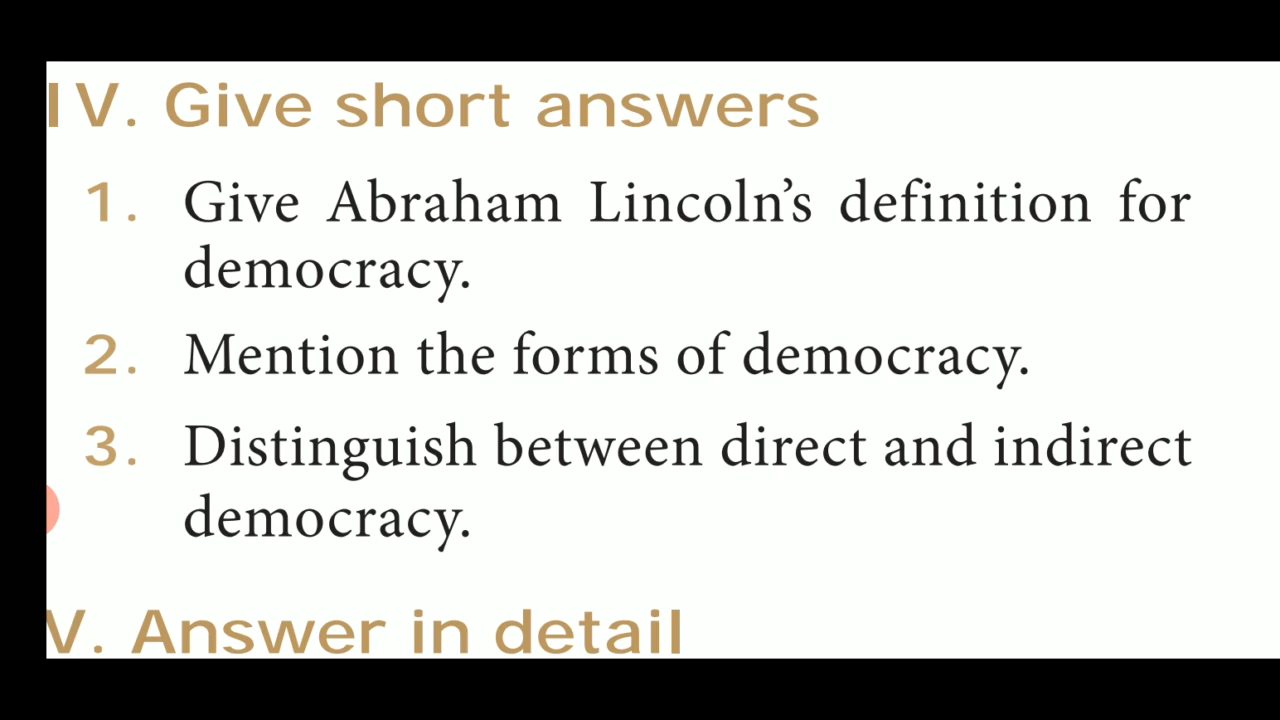 IV. Give short answers
1. Give Abraham Lincoln’s definition for
democracy.
2. Mention the forms of democracy.
3. Distinguish between direct and indirect
democracy.
V. Answer in detail